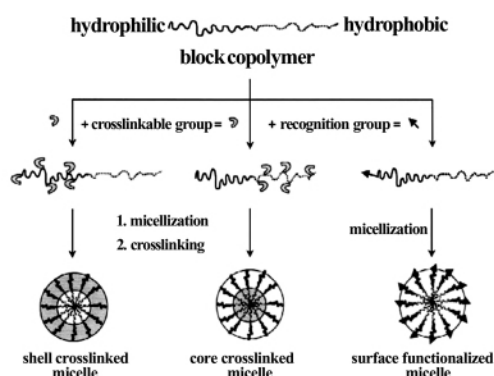 hydrophilic hydrophobic
block copolymer
+ crosslinkable group = + recognition group =
1. micellization
2. crosslinking
micellization
shell crosslinked
micelle
core crosslinked
micelle
surface functionalized
micelle